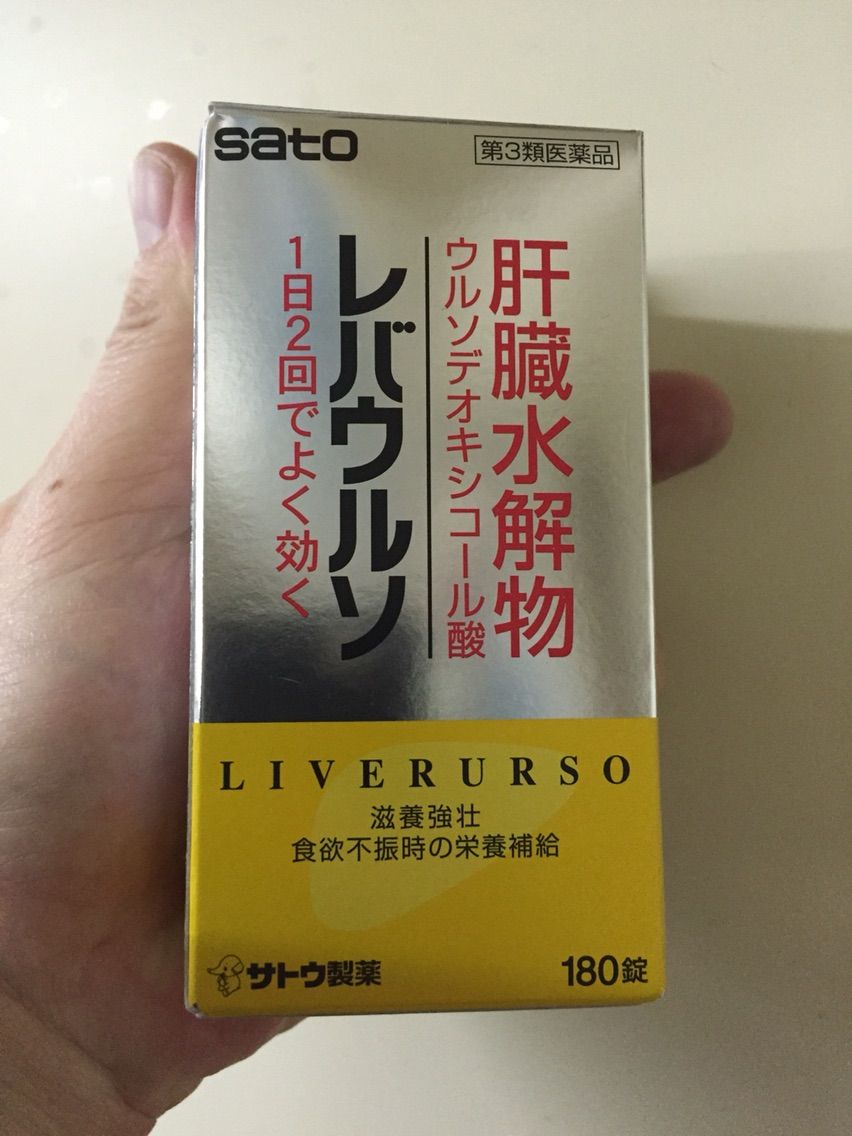 sato
第3類医薬品
肝臓水解物
ウルソデオキシコール酸
レバウルソ
1日2回でよく効く
LIVERURSO
滋養強壮
食欲不振時の栄養補給
サトウ製薬
180錠